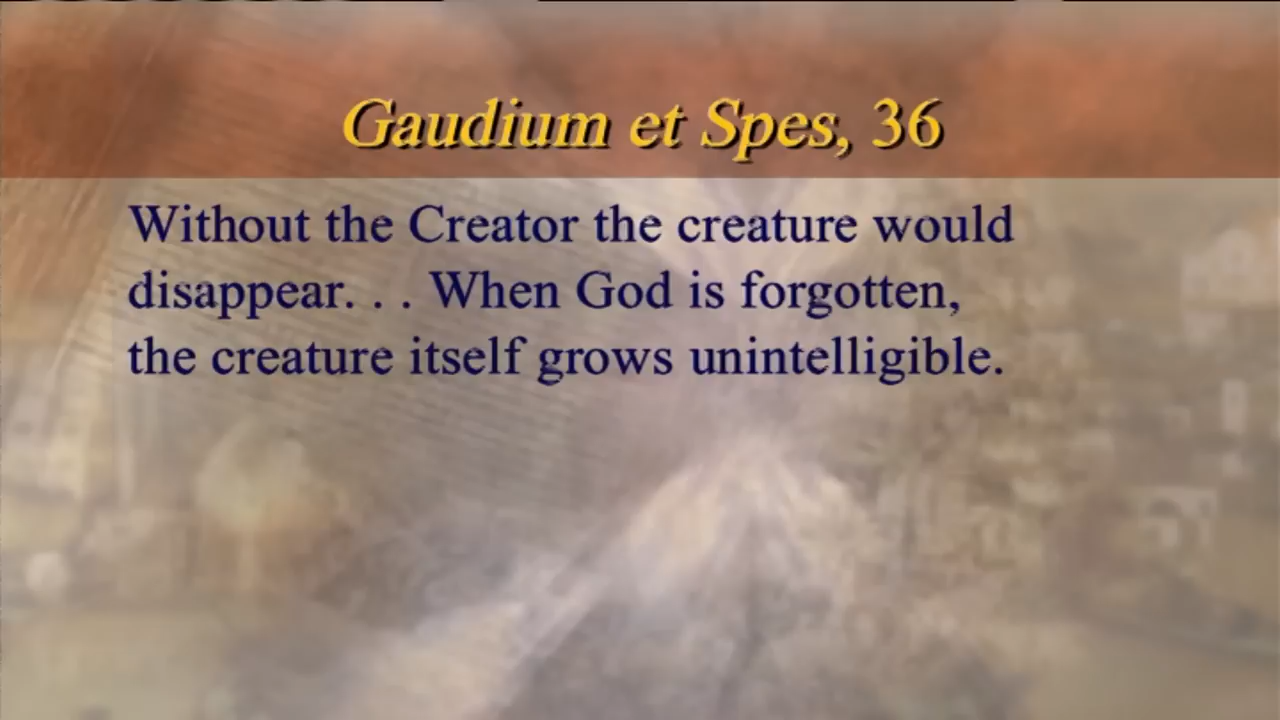 Gaudium et Spes, 36
Without the Creator the creature would
disappear. . . When God is forgotten,
the creature itself grows unintelligible.